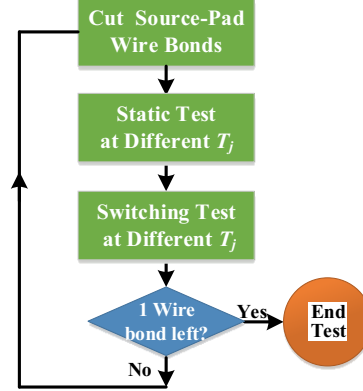 Cut Source-Pad
Wire Bonds
Static Test
at Different Tj
Switching Test
at Different Tj
1 Wire
bond left?
Yes
End
Test
No